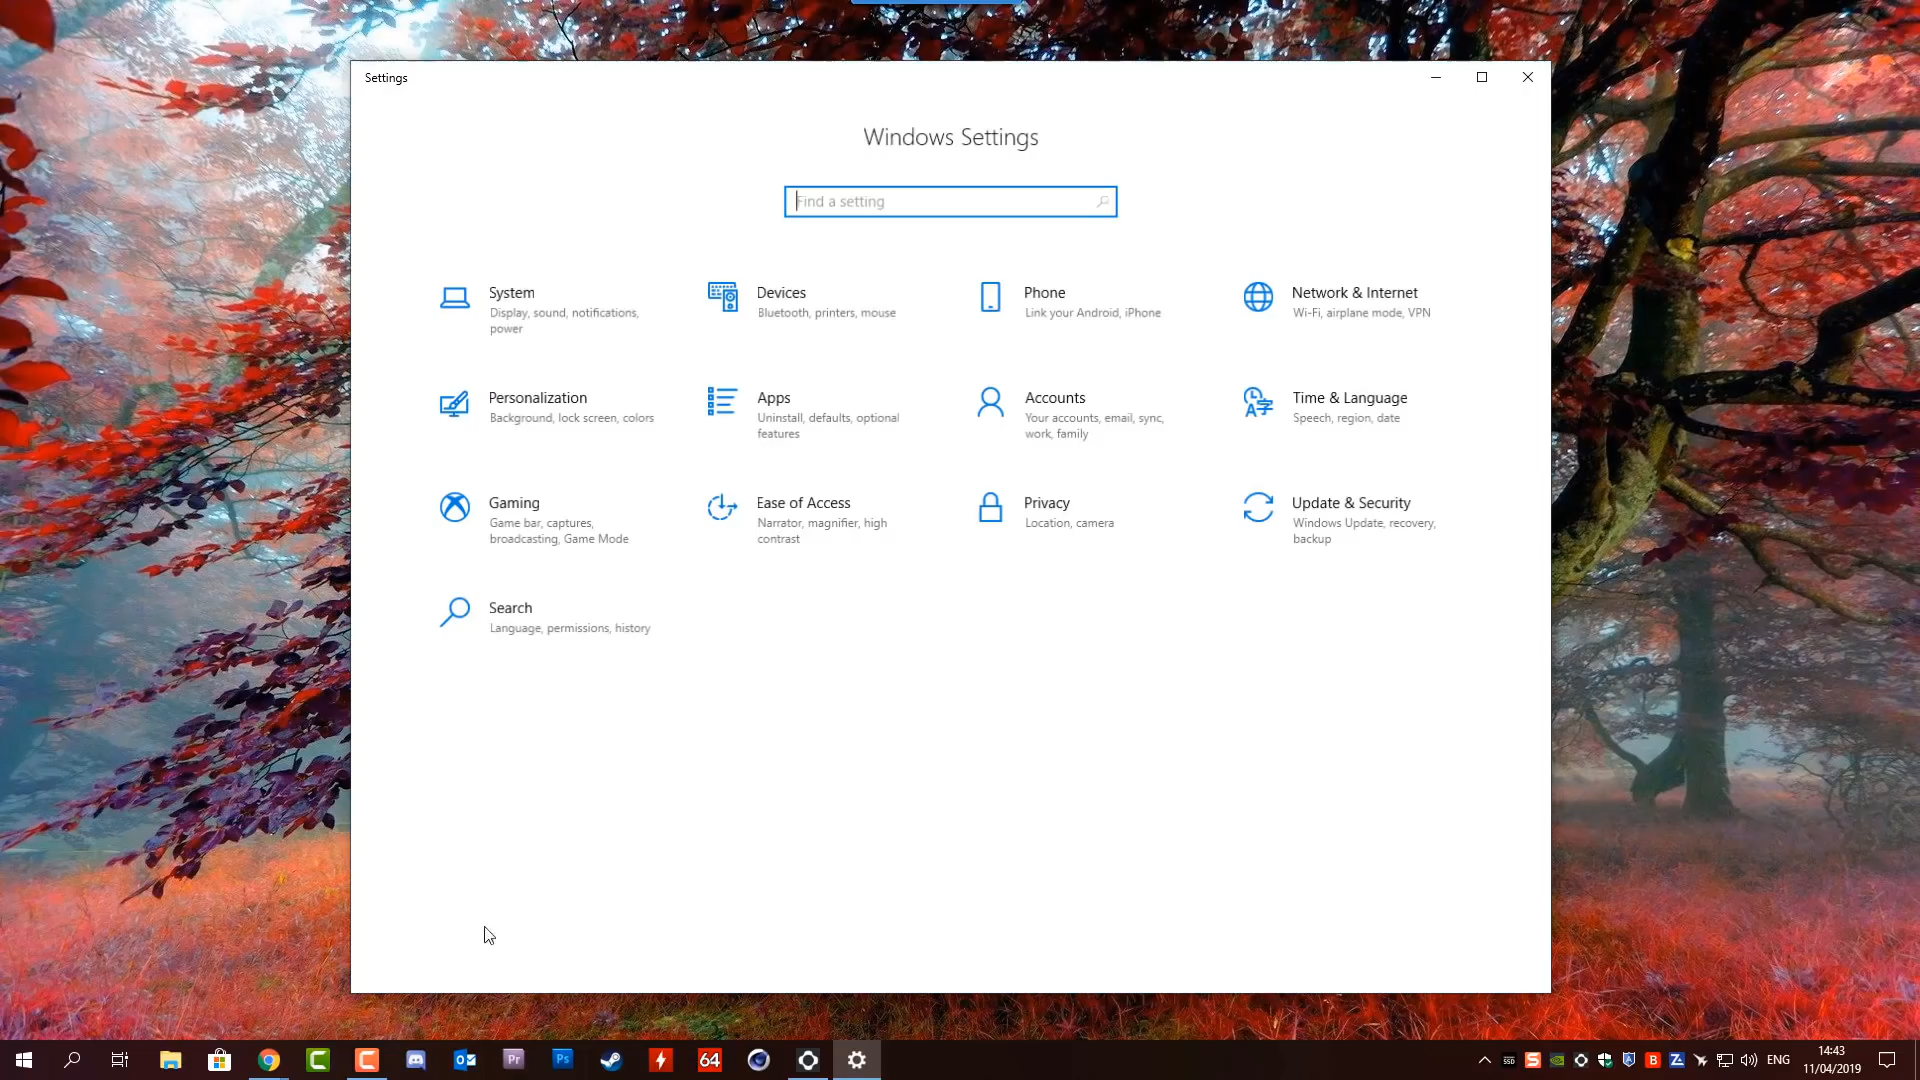 Settings
Windows Settings
Find a setting
System
Display, sound, notifications,
power
Devices
Bluetooth, printers, mouse
Phone
Link your Android, iPhone
Network & Internet
Wi-Fi, airplane mode, VPN
Personalization
Background, lock screen, colors
Apps
Uninstall, defaults, optional
features
Accounts
Your accounts, email, sync,
work, family
Time & Language
Speech, region, date
Gaming
Game bar, captures,
broadcasting, Game Mode
Ease of Access
Narrator, magnifier, high
contrast
Privacy
Location, camera
Update & Security
Windows Update, recovery,
backup
Search
Language, permissions, history
Pr
Ps
64
SSD
S
B
Z
ENG
14:43
11/04/2019